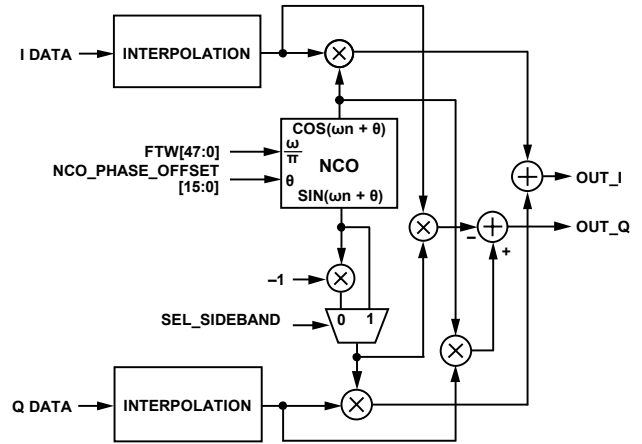 I DATA
INTERPOLATION
COS(ωn + θ)
ω
π
NCO
θ
SIN(ωn + θ)
FTW[47:0]
NCO_PHASE_OFFSET
[15:0]
OUT_I
OUT_Q
–
+
–1
0 1
SEL_SIDEBAND
Q DATA
INTERPOLATION